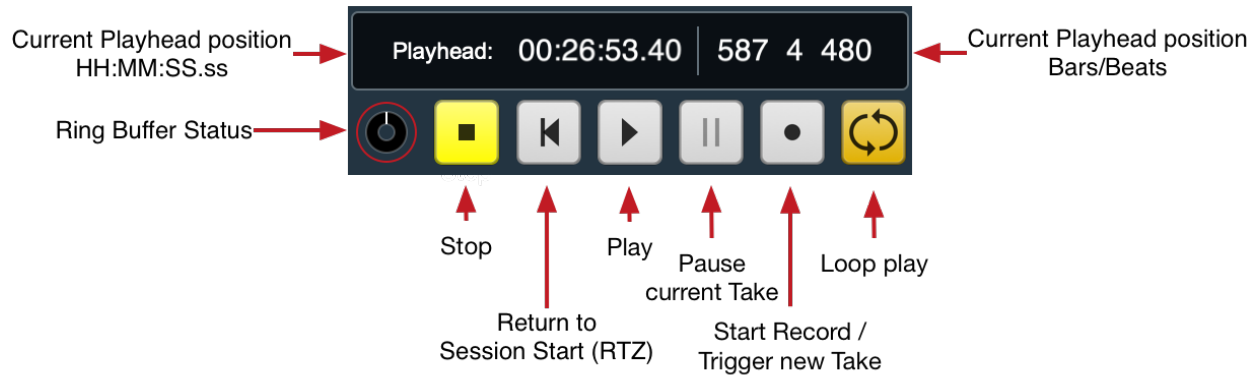 Current Playhead position
HH:MM:SS.ss
Playhead: 00:26:53.40 587 4 480
Current Playhead position
Bars/Beats
Ring Buffer Status
Stop
Play
Pause
current Take
Loop play
Return to
Session Start (RTZ)
Start Record /
Trigger new Take